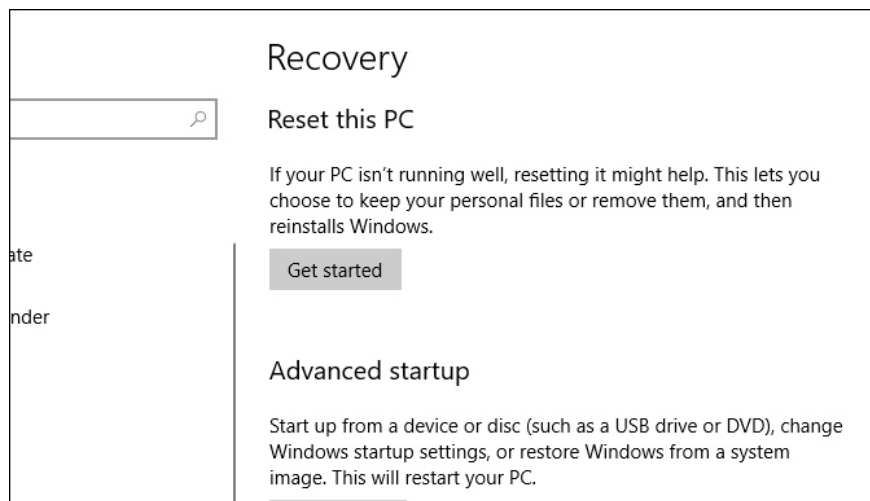 Recovery
Reset this PC
If your PC isn't running well, resetting it might help. This lets you
choose to keep your personal files or remove them, and then
reinstalls Windows.
ate
Get started
nder
Advanced startup
Start up from a device or disc (such as a USB drive or DVD), change
Windows startup settings, or restore Windows from a system
image. This will restart your PC.